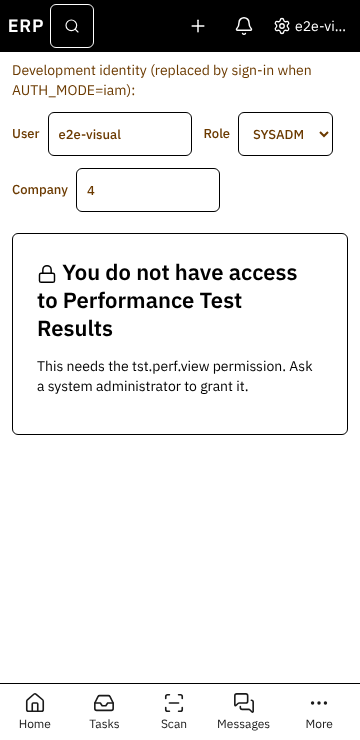 ERP
e2e-vi...
Development identity (replaced by sign-in when
AUTH_MODE=iam):
User e2e-visual Role SYSADM
Company 4
You do not have access
to Performance Test
Results
This needs the tst.perf.view permission. Ask
a system administrator to grant it.
Home Tasks Scan Messages More